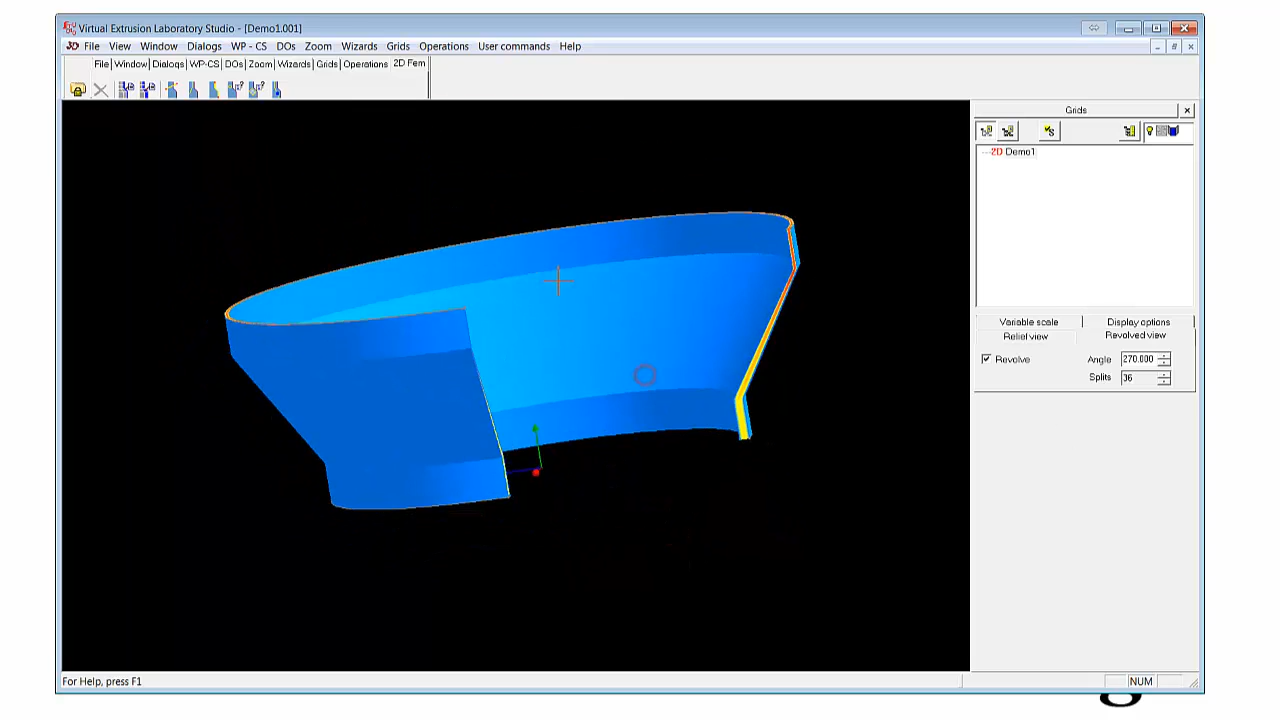 Virtual Extrusion Laboratory Studio - [Demo1.001]
3D File View Window Dialogs WP - CS DOs Zoom Wizards Grids Operations User commands Help
File Window Dialogs WP-CS DOs Zoom Wizards Grids Operations 2D Fem
Grids
2D Demo1
Variable scale Display options
Relief view Revolved view
Revolve Angle 270.000
Splits 36
For Help, press F1 NUM